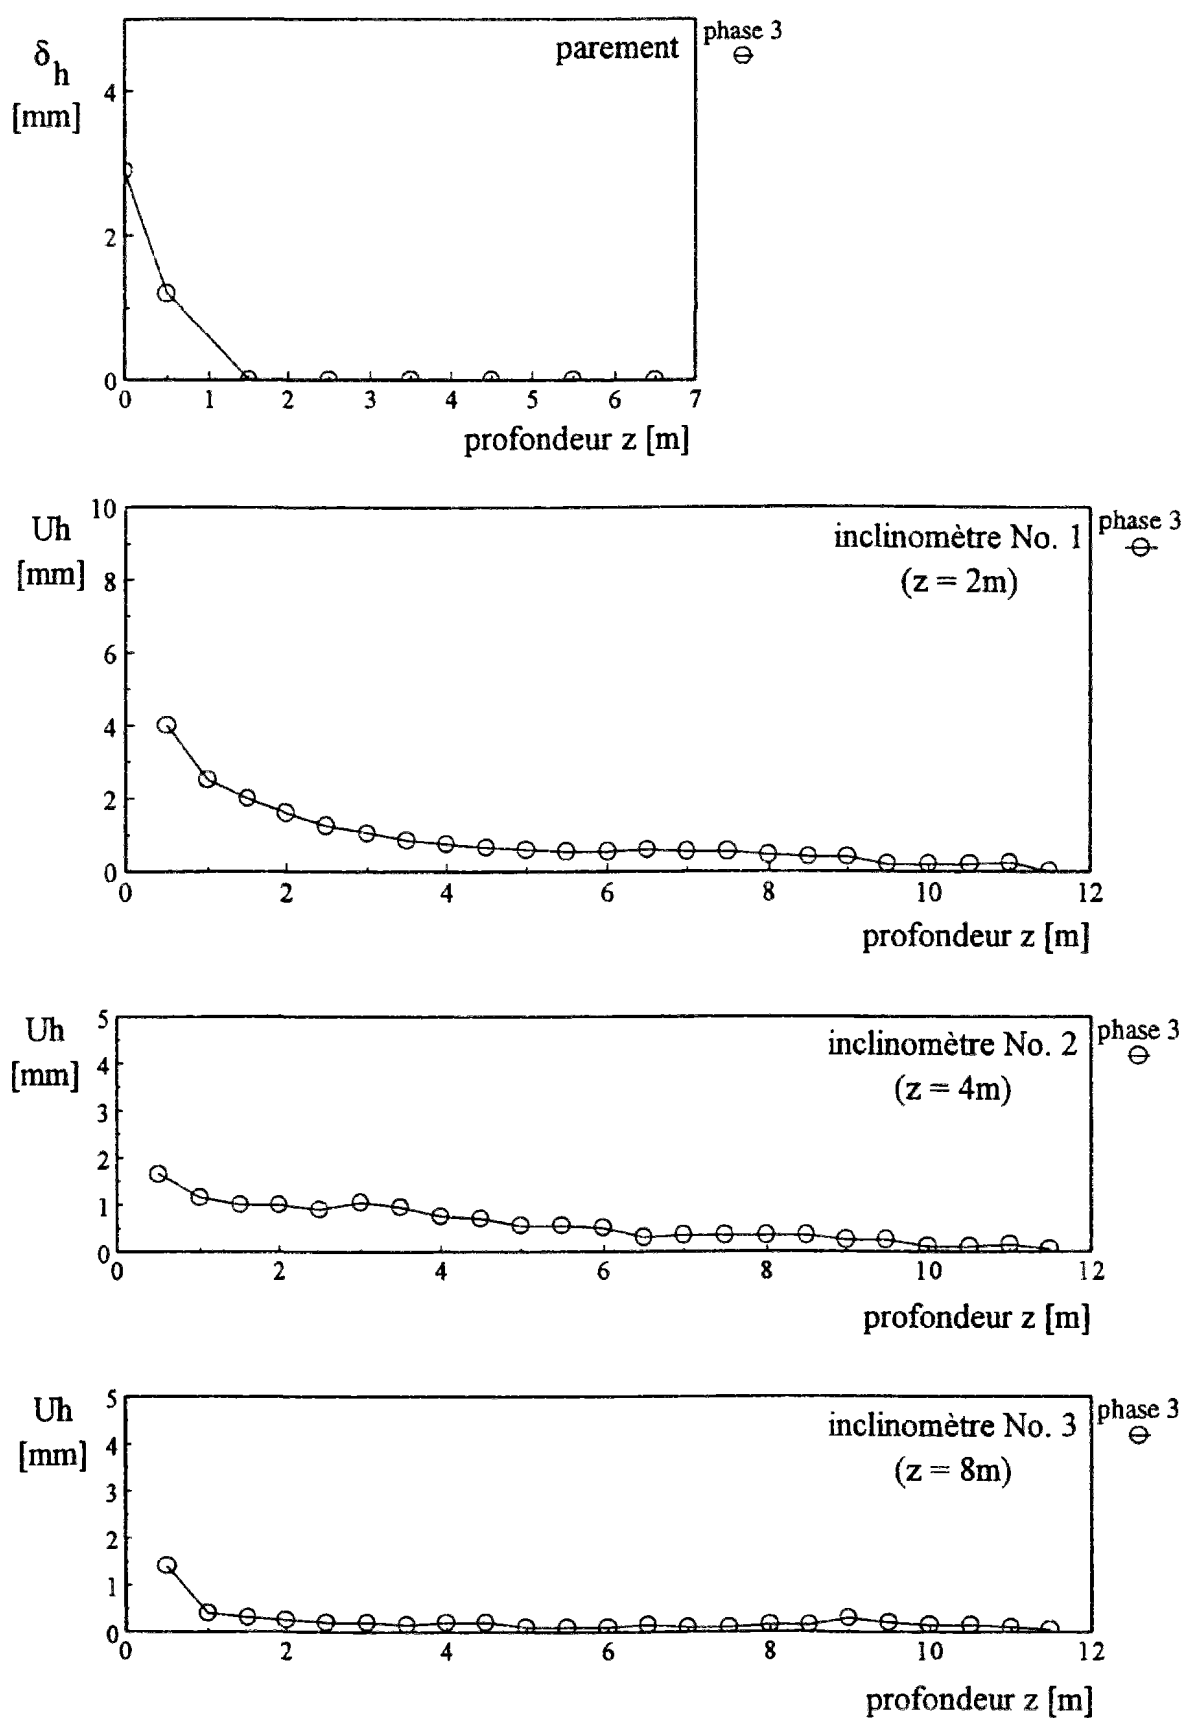 δh
[mm]
parement
phase 3
4
2
0
0 1 2 3 4 5 6 7
profondeur z [m]
Uh
[mm]
10
8
6
4
2
0
inclinomètre No. 1
(z = 2m)
phase 3
0 2 4 6 8 10 12
profondeur z [m]
Uh
[mm]
5
4
3
2
1
0
inclinomètre No. 2
(z = 4m)
phase 3
0 2 4 6 8 10 12
profondeur z [m]
Uh
[mm]
5
4
3
2
1
0
inclinomètre No. 3
(z = 8m)
phase 3
0 2 4 6 8 10 12
profondeur z [m]